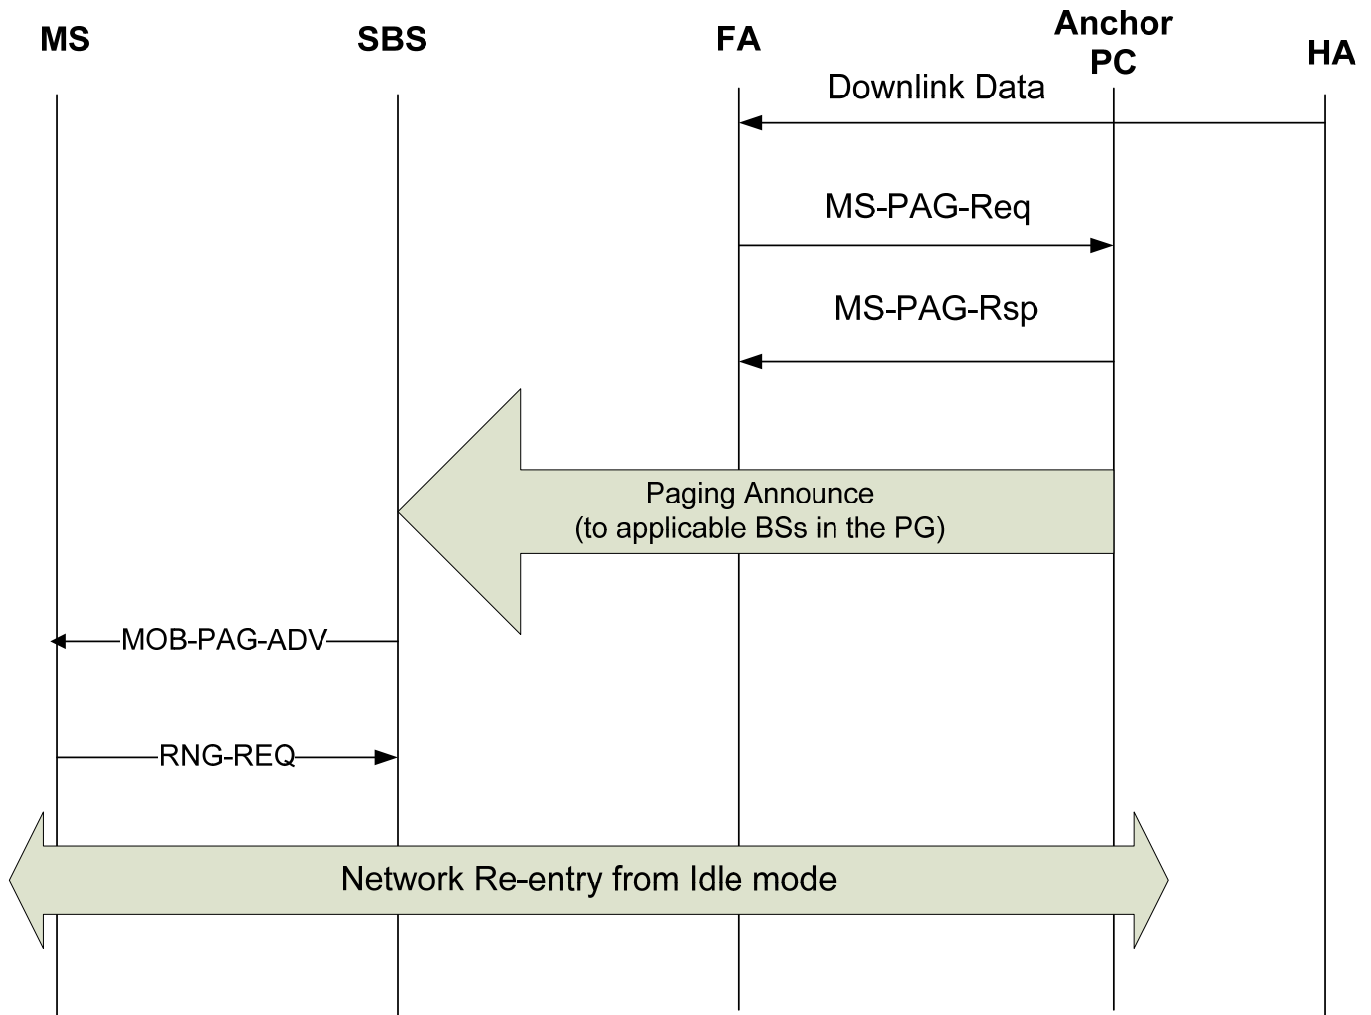 MS
SBS
FA
Anchor
PC
HA
Downlink Data
MS-PAG-Req
MS-PAG-Rsp
Paging Announce
(to applicable BSs in the PG)
MOB-PAG-ADV
RNG-REQ
Network Re-entry from Idle mode